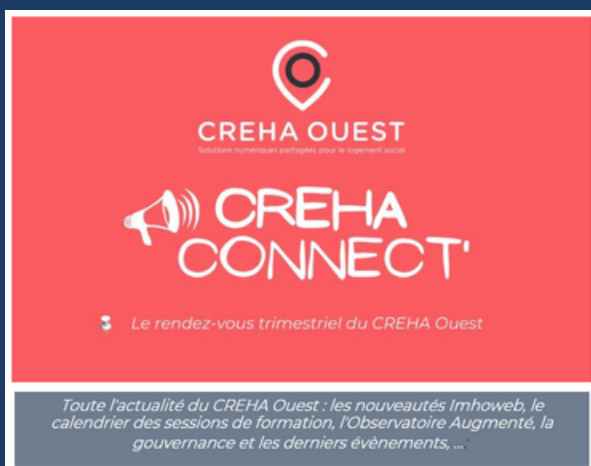 CREHA OUEST
Solutions numériques partagées pour le logement social
CREHA
CONNECT'
Le rendez-vous trimestriel du CREHA Ouest
Toute l'actualité du CREHA Ouest : les nouveautés Imhoweb, le
calendrier des sessions de formation, l'Observatoire Augmenté, la
gouvernance et les derniers évènements, ...